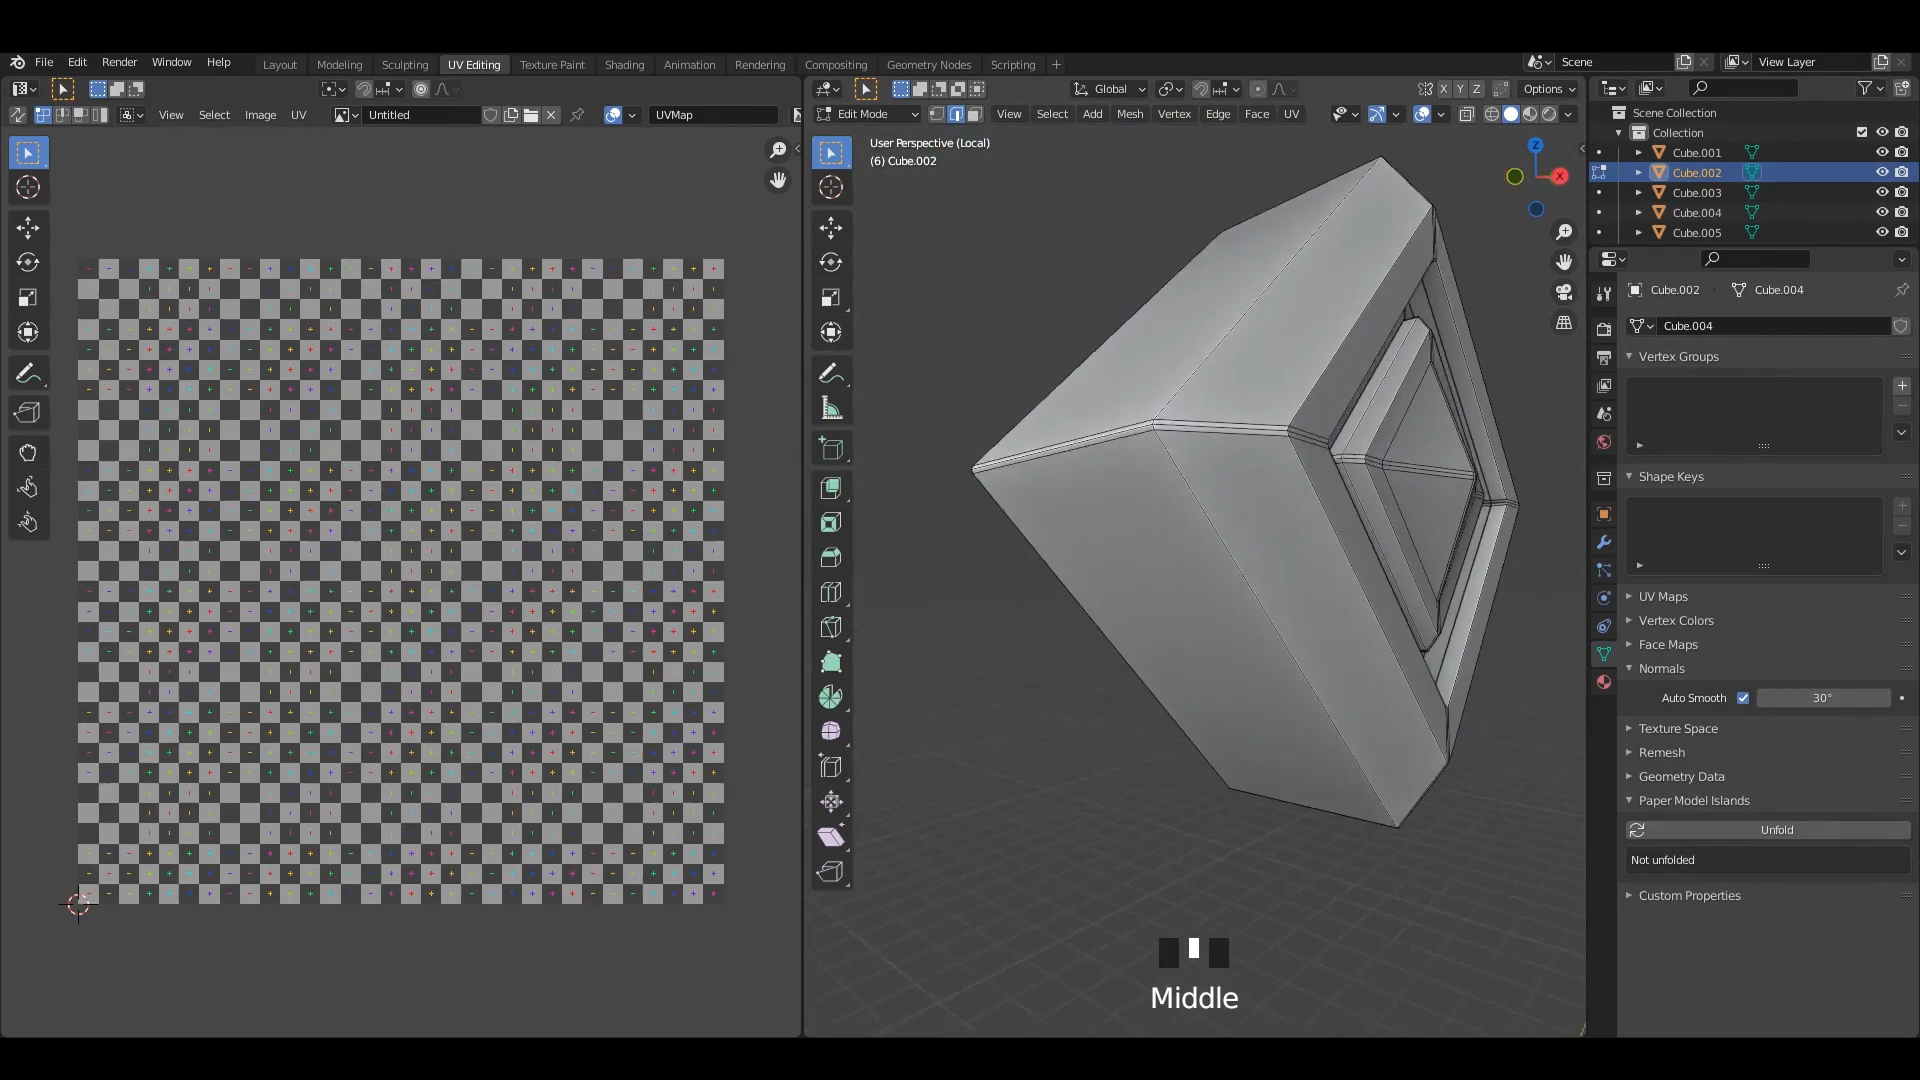 File Edit Render Window Help Layout Modeling Sculpting UV Editing Texture Paint Shading Animation Rendering Compositing Geometry Nodes Scripting + Scene View Layer
Global X Y Z Options
View Select Image UV Untitled UVMap Edit Mode View Select Add Mesh Vertex Edge Face UV
Scene Collection
Collection
User Perspective (Local)
(6) Cube.002
Z
X
Cube.001
Cube.002
Cube.003
Cube.004
Cube.005
Cube.002 Cube.004
Cube.004
Vertex Groups
Shape Keys
UV Maps
Vertex Colors
Face Maps
Normals
Auto Smooth 30°
Texture Space
Remesh
Geometry Data
Paper Model Islands
Unfold
Not unfolded
Custom Properties
Middle